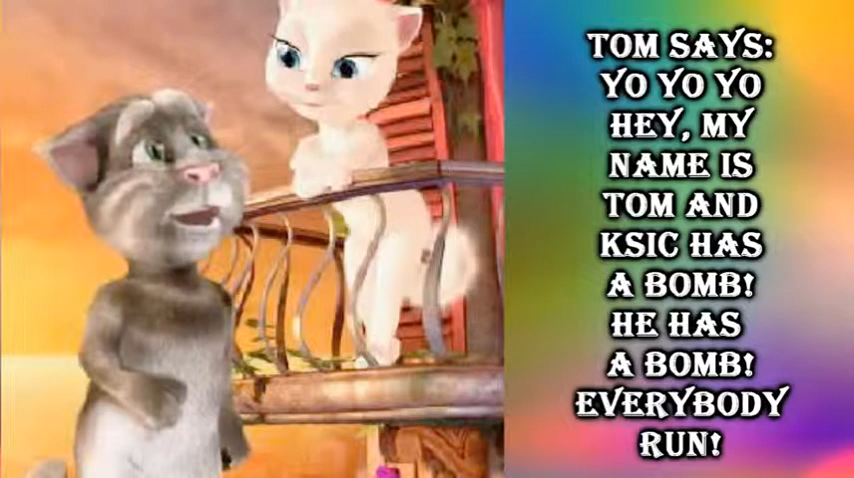 TOM SAYS:
YO YO YO
HEY, MY
NAME IS
TOM AND
KSIC HAS
A BOMB!
HE HAS
A BOMB!
EVERYBODY
RUN!